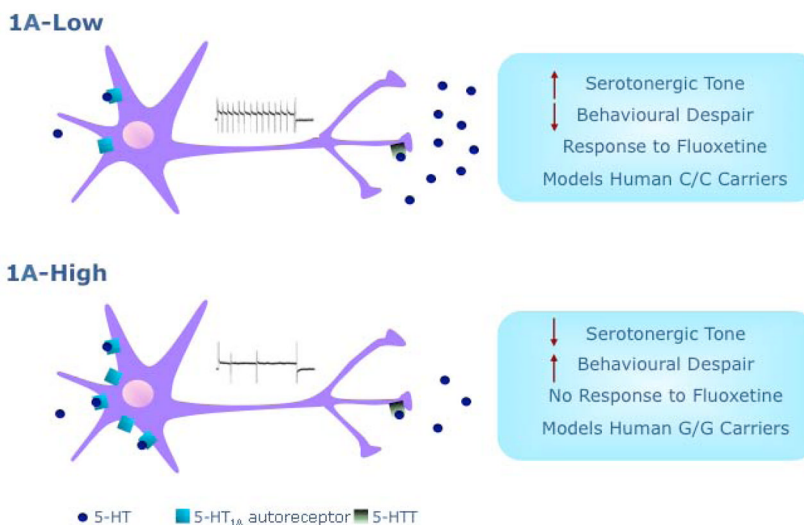 1A-Low
Serotonergic Tone
Behavioural Despair
Response to Fluoxetine
Models Human C/C Carriers
1A-High
Serotonergic Tone
Behavioural Despair
No Response to Fluoxetine
Models Human G/G Carriers
5-HT 5-HT1A autoreceptor 5-HTT